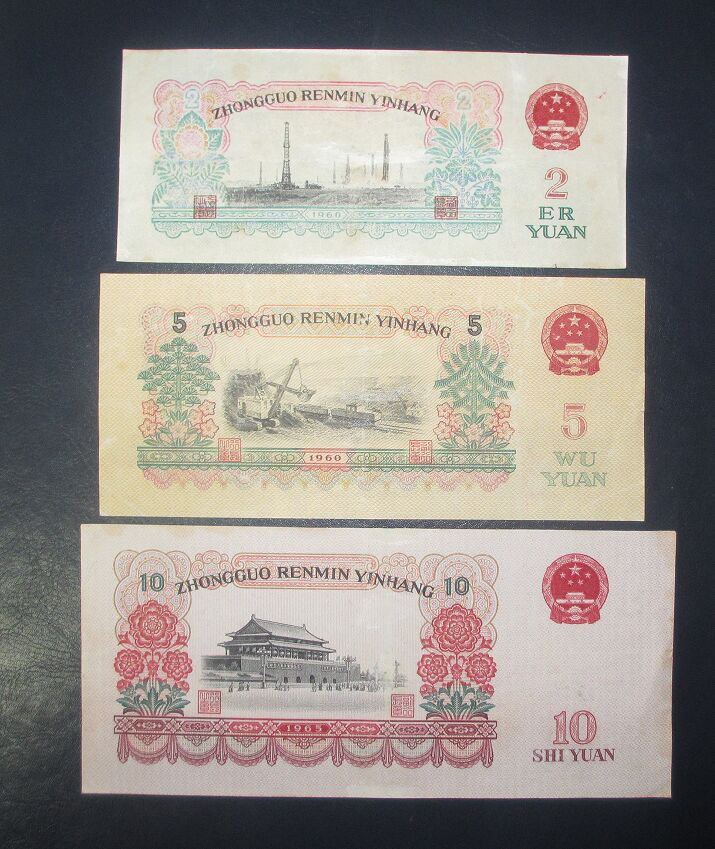 2 ZHONGGUO RENMIN YINHANG 2
1960
2
ER
YUAN
5 ZHONGGUO RENMIN YINHANG 5
1960
5
WU
YUAN
10 ZHONGGUO RENMIN YINHANG 10
1965
10
SHI YUAN